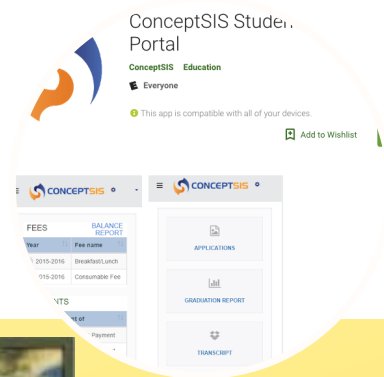 ConceptSIS Studen
Portal
ConceptSIS Education
E Everyone
This app is compatible with all of your devices.
Add to Wishlist
CONCEPTSIS
CONCEPTSIS
FEES
BALANCE
REPORT
Year
Fee name
2015-2016
Breakfast/Lunch
2015-2016
Consumable Fee
NTS
Payment
APPLICATIONS
GRADUATION REPORT
TRANSCRIPT